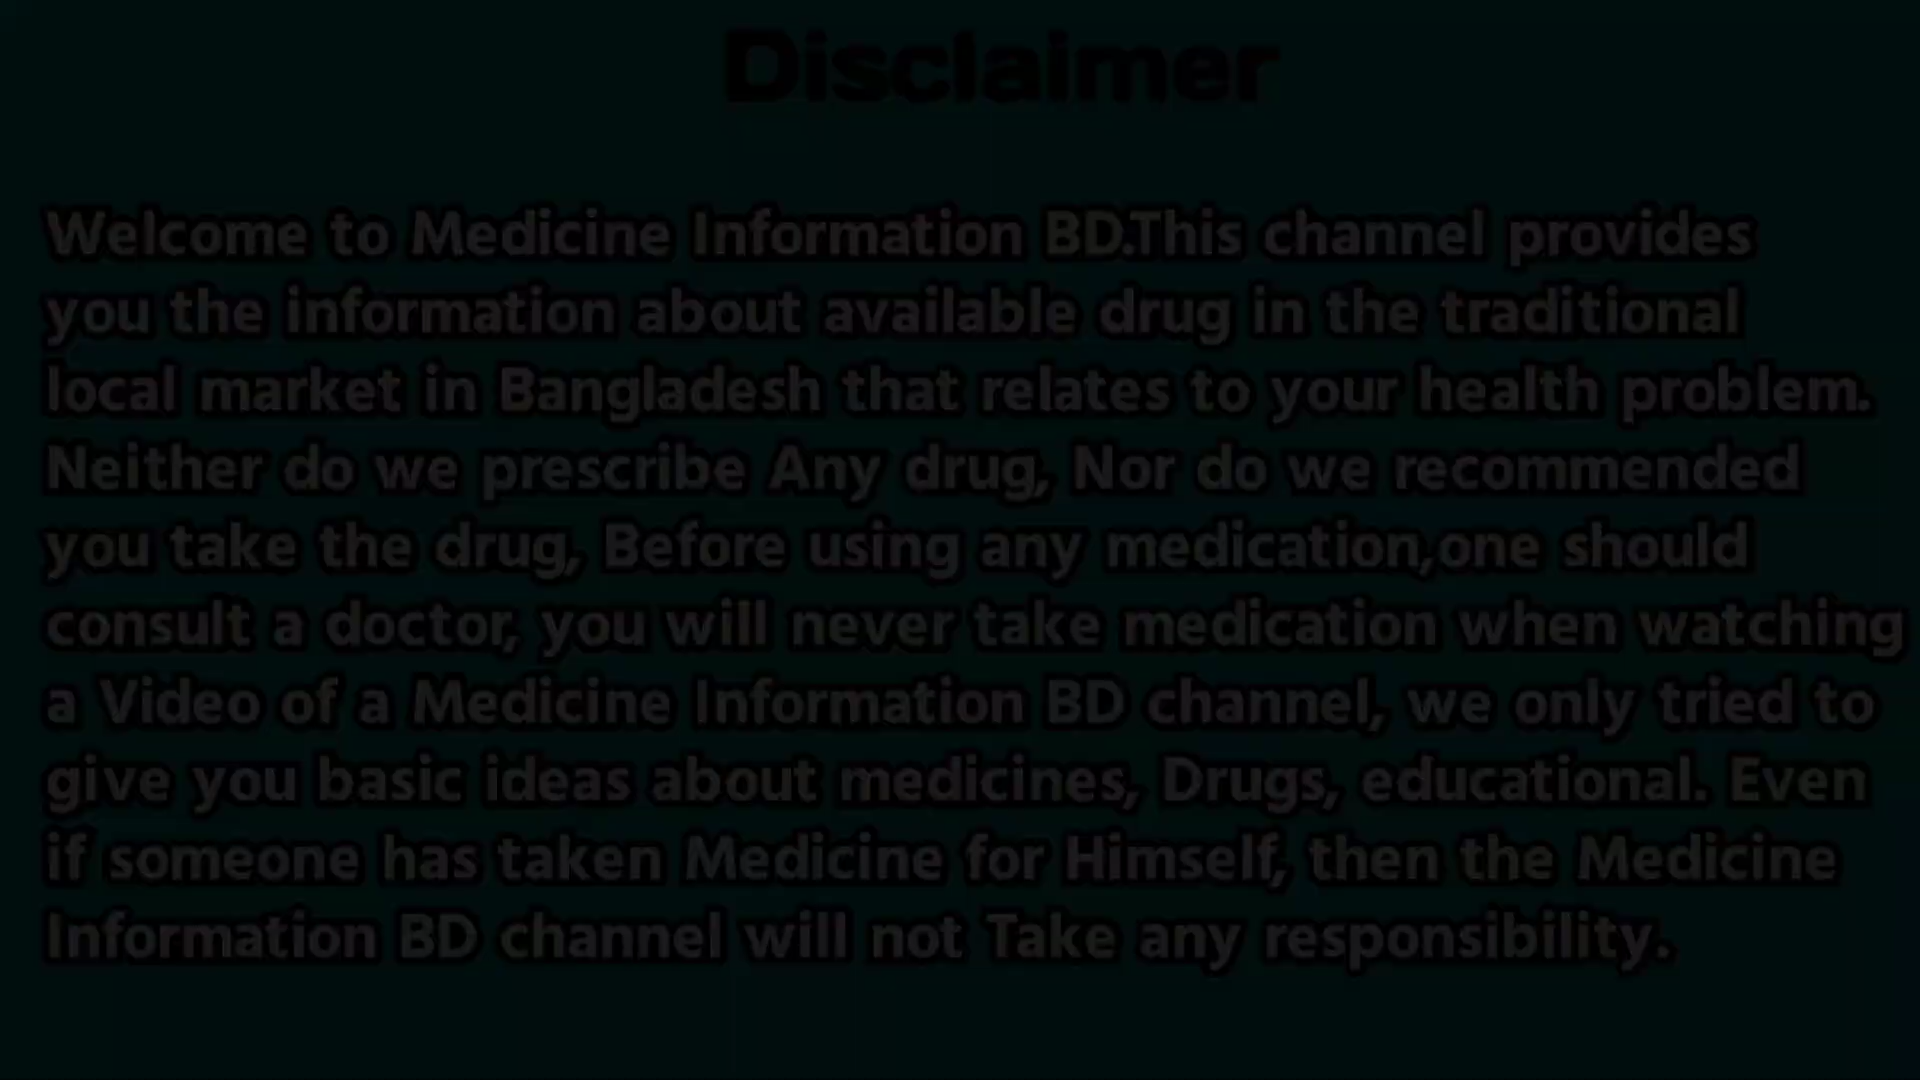 Disclaimer
Welcome to Medicine Information BD.This channel provides
you the information about available drug in the traditional
local market in Bangladesh that relates to your health problem.
Neither do we prescribe Any drug, Nor do we recommended
you take the drug, Before using any medication,one should
consult a doctor, you will never take medication when watching
a Video of a Medicine Information BD channel, we only tried to
give you basic ideas about medicines, Drugs, educational. Even
if someone has taken Medicine for Himself, then the Medicine
Information BD channel will not Take any responsibility.